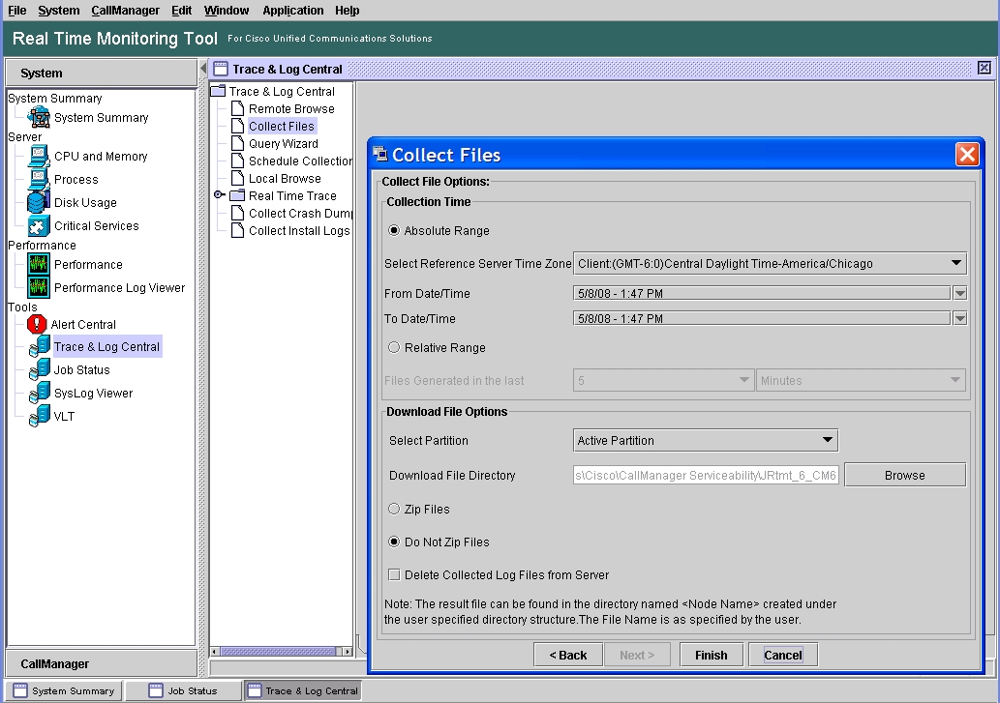 File System CallManager Edit Window Application Help
Real Time Monitoring Tool For Cisco Unified Communications Solutions
System
System Summary
System Summary
Server
CPU and Memory
Process
Disk Usage
Critical Services
Performance
Performance
Performance Log Viewer
Tools
Alert Central
Trace & Log Central
Job Status
SysLog Viewer
VLT
CallManager
Trace & Log Central
Trace & Log Central
Remote Browse
Collect Files
Query Wizard
Schedule Collection
Local Browse
Real Time Trace
Collect Crash Dump
Collect Install Logs
Collect Files
Collect File Options:
Collection Time
Absolute Range
Select Reference Server Time Zone Client:(GMT-6:0)Central Daylight Time-America/Chicago
From Date/Time 5/8/08 - 1:47 PM
To Date/Time 5/8/08 - 1:47 PM
Relative Range
Files Generated in the last 5 Minutes
Download File Options
Select Partition Active Partition
Download File Directory s\Cisco\CallManager Serviceability\JRtmt_6_CM6 Browse
Zip Files
Do Not Zip Files
Delete Collected Log Files from Server
Note: The result file can be found in the directory named <Node Name> created under
the user specified directory structure.The File Name is as specified by the user.
< Back Next > Finish Cancel
System Summary Job Status Trace & Log Central